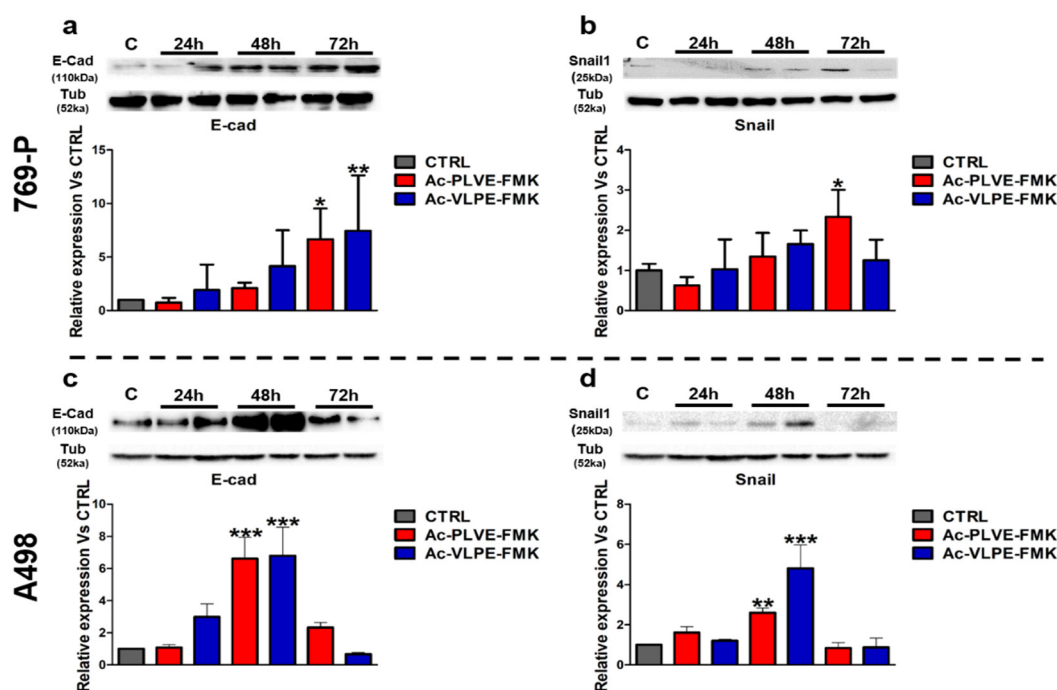 a
C 24h 48h 72h
E-Cad
(110kDa)
Tub
(52ka)
E-cad
Relative expression Vs CTRL
15
10
5
0
* **
CTRL
Ac-PLVE-FMK
Ac-VLPE-FMK
b
C 24h 48h 72h
Snail1
(25kDa)
Tub
(52ka)
Snail
Relative expression Vs CTRL
4
3
2
1
0
*
CTRL
Ac-PLVE-FMK
Ac-VLPE-FMK
769-P
c
C 24h 48h 72h
E-Cad
(110kDa)
Tub
(52ka)
E-cad
Relative expression Vs CTRL
10
8
6
4
2
0
*** ***
CTRL
Ac-PLVE-FMK
Ac-VLPE-FMK
d
C 24h 48h 72h
Snail1
(25kDa)
Tub
(52ka)
Snail
Relative expression Vs CTRL
8
6
4
2
0
** ***
CTRL
Ac-PLVE-FMK
Ac-VLPE-FMK
A498